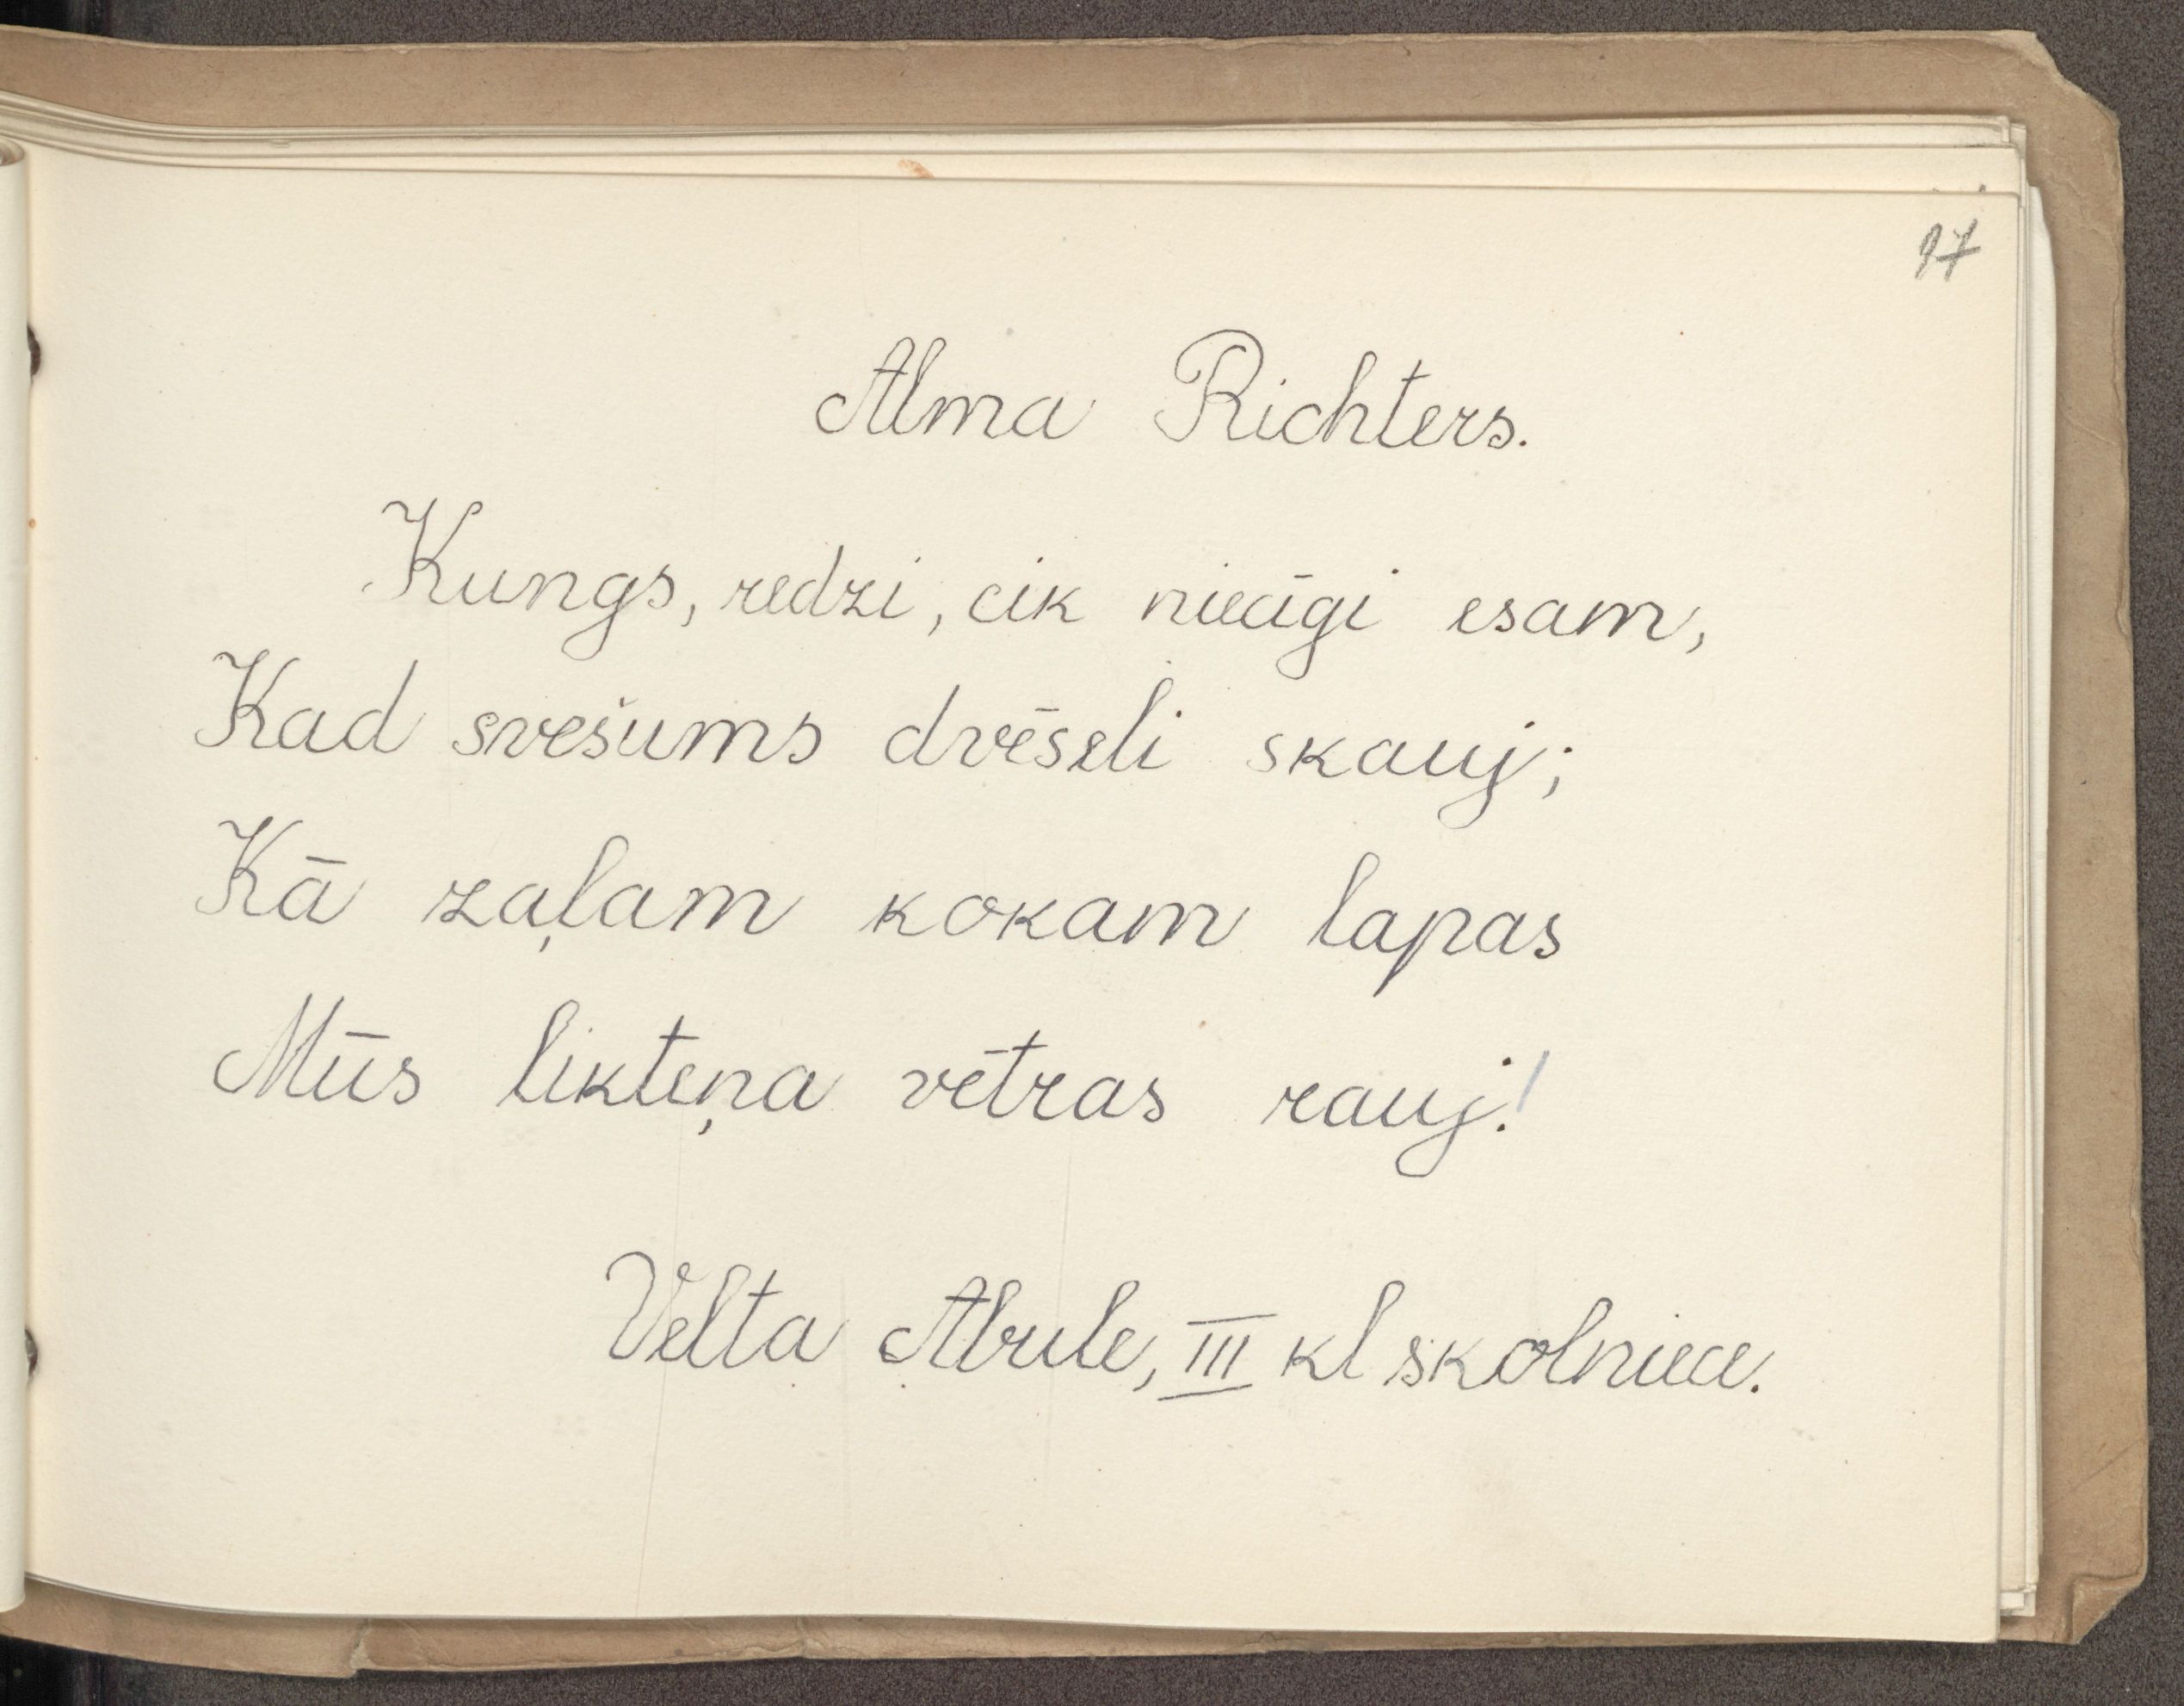 97
Alma Richters.
Kungs, redzi, cik niecīgi esam,
Kad svešums dvēseli skauj;
Kā zaļam kokam lapas
Mūs likteņa vētras rauj!
Velta Abule, III kl skolniece.